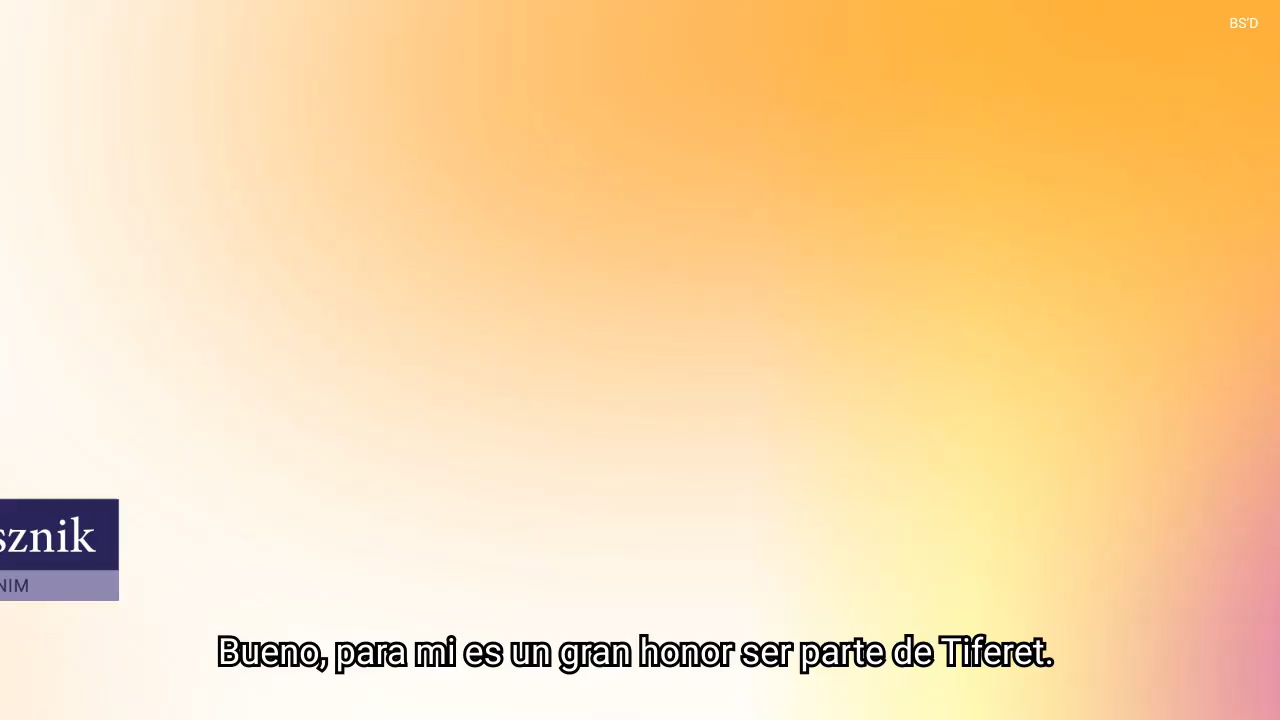 BS'D
sznik
NIM
Bueno, para mi es un gran honor ser parte de Tiferet.